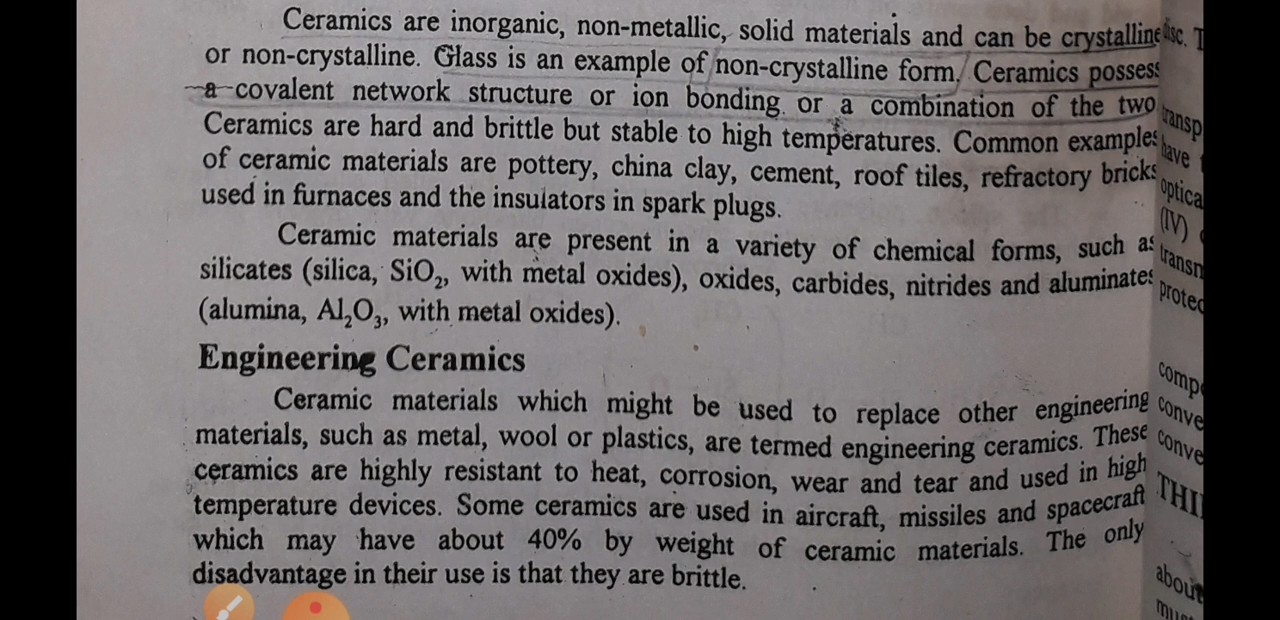 Ceramics are inorganic, non-metallic, solid materials and can be crystalline
or non-crystalline. Glass is an example of non-crystalline form. Ceramics possess
a covalent network structure or ion bonding or a combination of the two
Ceramics are hard and brittle but stable to high temperatures. Common examples
of ceramic materials are pottery, china clay, cement, roof tiles, refractory bricks
used in furnaces and the insulators in spark plugs.
Ceramic materials are present in a variety of chemical forms, such as
silicates (silica, SiO₂, with metal oxides), oxides, carbides, nitrides and aluminates
(alumina, Al₂O₃, with metal oxides).
Engineering Ceramics
Ceramic materials which might be used to replace other engineering
materials, such as metal, wool or plastics, are termed engineering ceramics. These
ceramics are highly resistant to heat, corrosion, wear and tear and used in high
temperature devices. Some ceramics are used in aircraft, missiles and spacecraft
which may have about 40% by weight of ceramic materials. The only
disadvantage in their use is that they are brittle.
disc.
have
(IV)
about